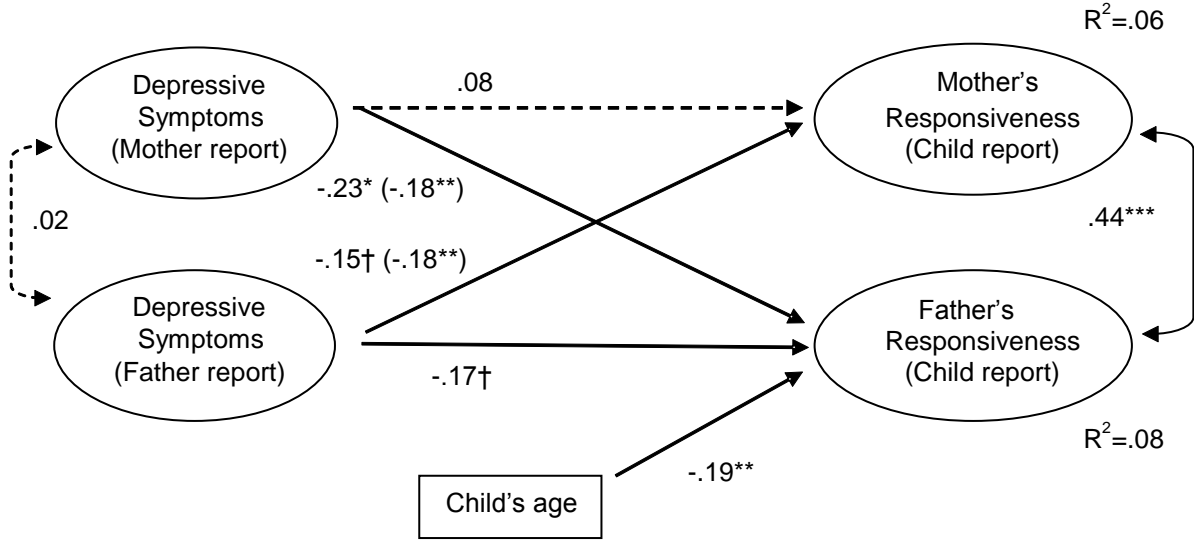 R²=.06
Depressive
Symptoms
(Mother report)
.08
Mother's
Responsiveness
(Child report)
-.23* (-.18**)
.02
.44***
-.15† (-.18**)
Depressive
Symptoms
(Father report)
Father's
Responsiveness
(Child report)
-.17†
R²=.08
-.19**
Child's age